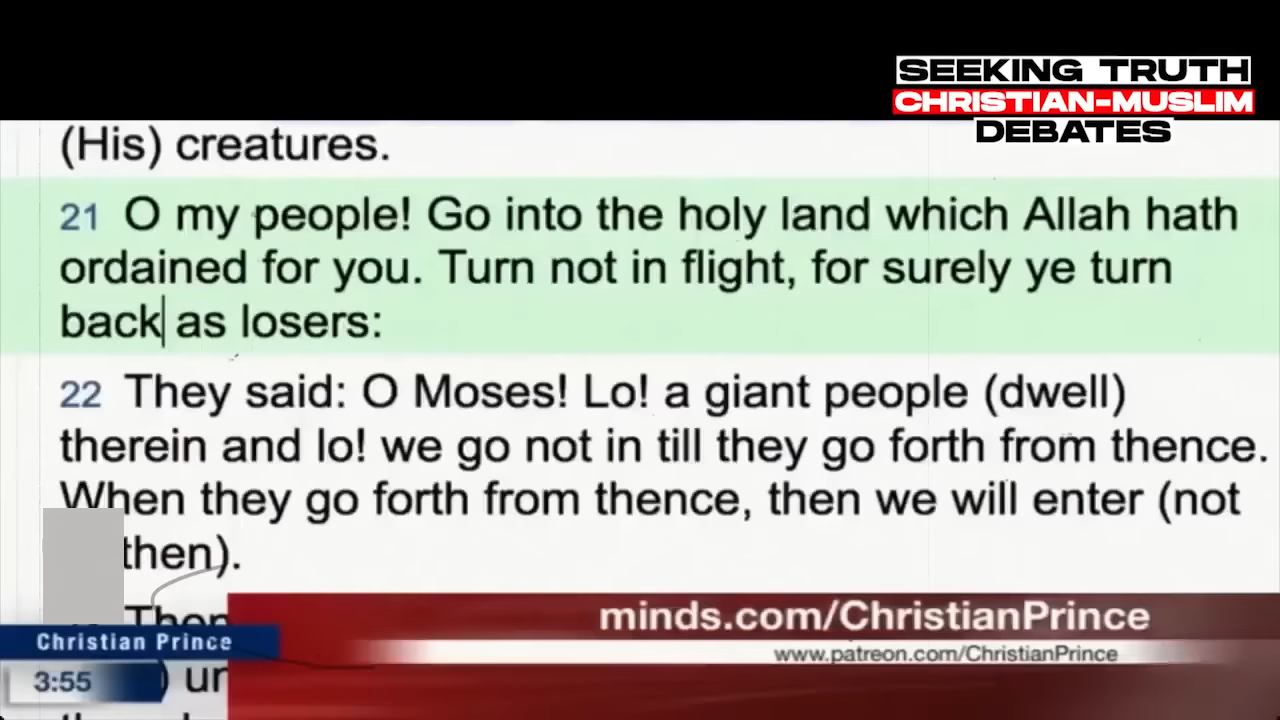 SEEKING TRUTH
CHRISTIAN-MUSLIM
DEBATES
(His) creatures.
21 O my people! Go into the holy land which Allah hath
ordained for you. Turn not in flight, for surely ye turn
back as losers:
22 They said: O Moses! Lo! a giant people (dwell)
therein and lo! we go not in till they go forth from thence.
When they go forth from thence, then we will enter (not
then).
minds.com/ChristianPrince
Christian Prince
www.patreon.com/ChristianPrince
3:55